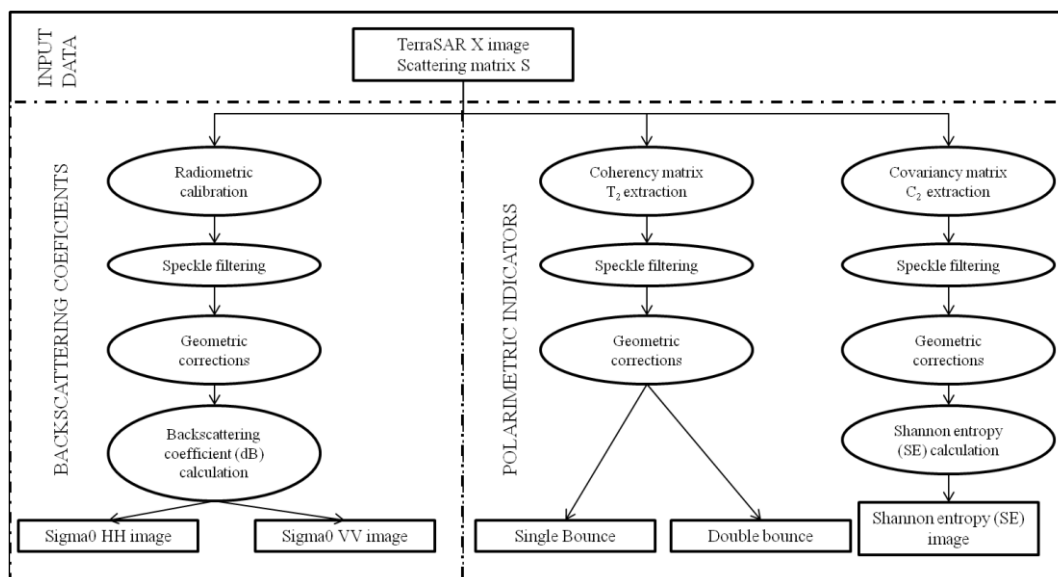 INPUT
DATA
TerraSAR X image
Scattering matrix S
BACKSCATTERING COEFICIENTS
Radiometric
calibration
Speckle filtering
Geometric
corrections
Backscattering
coefficient (dB)
calculation
Sigma0 HH image
Sigma0 VV image
POLARIMETRIC INDICATORS
Coherency matrix
T₂ extraction
Speckle filtering
Geometric
corrections
Single Bounce
Double bounce
Covariancy matrix
C₂ extraction
Speckle filtering
Geometric
corrections
Shannon entropy
(SE) calculation
Shannon entropy (SE)
image